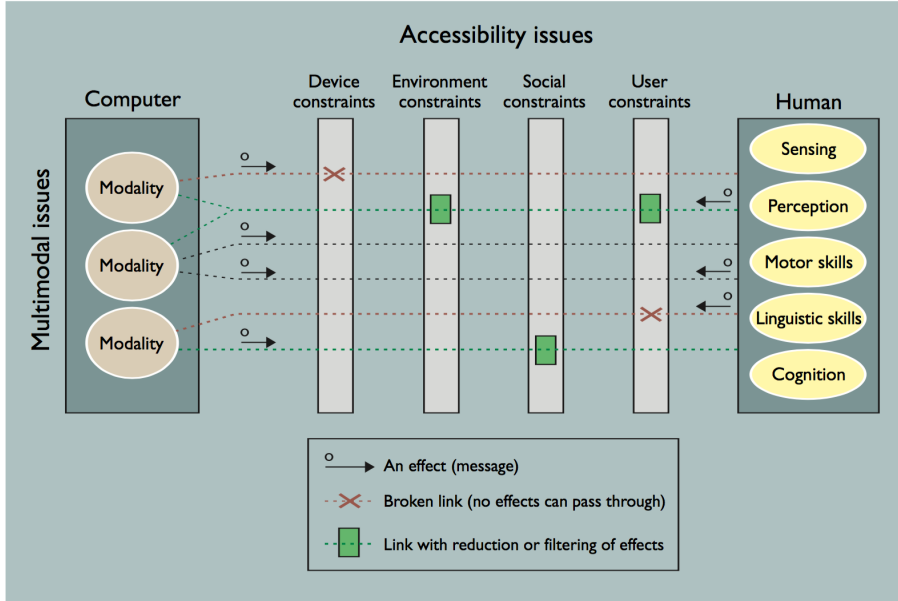 Accessibility issues
Device constraints
Environment constraints
Social constraints
User constraints
Computer
Human
Multimodal issues
Modality
Modality
Modality
o
o
o
o
o
o
o
Sensing
Perception
Motor skills
Linguistic skills
Cognition
o
An effect (message)
Broken link (no effects can pass through)
Link with reduction or filtering of effects